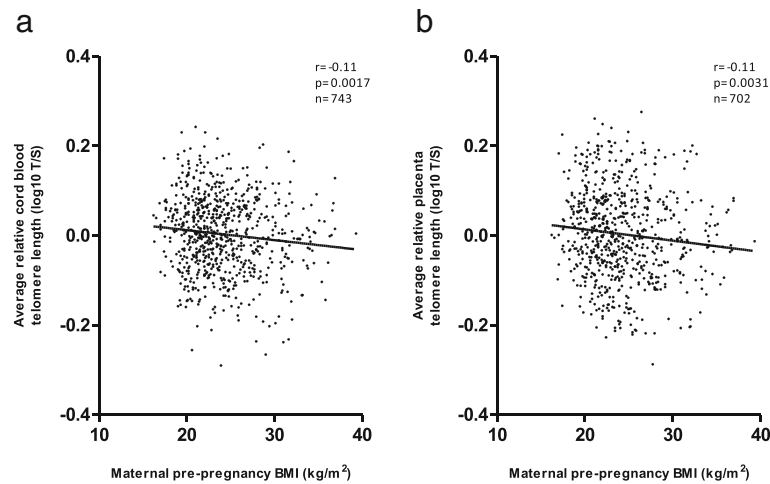 a
0.4
0.2
0.0
-0.2
-0.4
10
20
30
40
Average relative cord blood
telomere length (log10 T/S)
Maternal pre-pregnancy BMI (kg/m²)
r=-0.11
p=0.0017
n=743
b
0.4
0.2
0.0
-0.2
-0.4
10
20
30
40
Average relative placenta
telomere length (log10 T/S)
Maternal pre-pregnancy BMI (kg/m²)
r=-0.11
p=0.0031
n=702